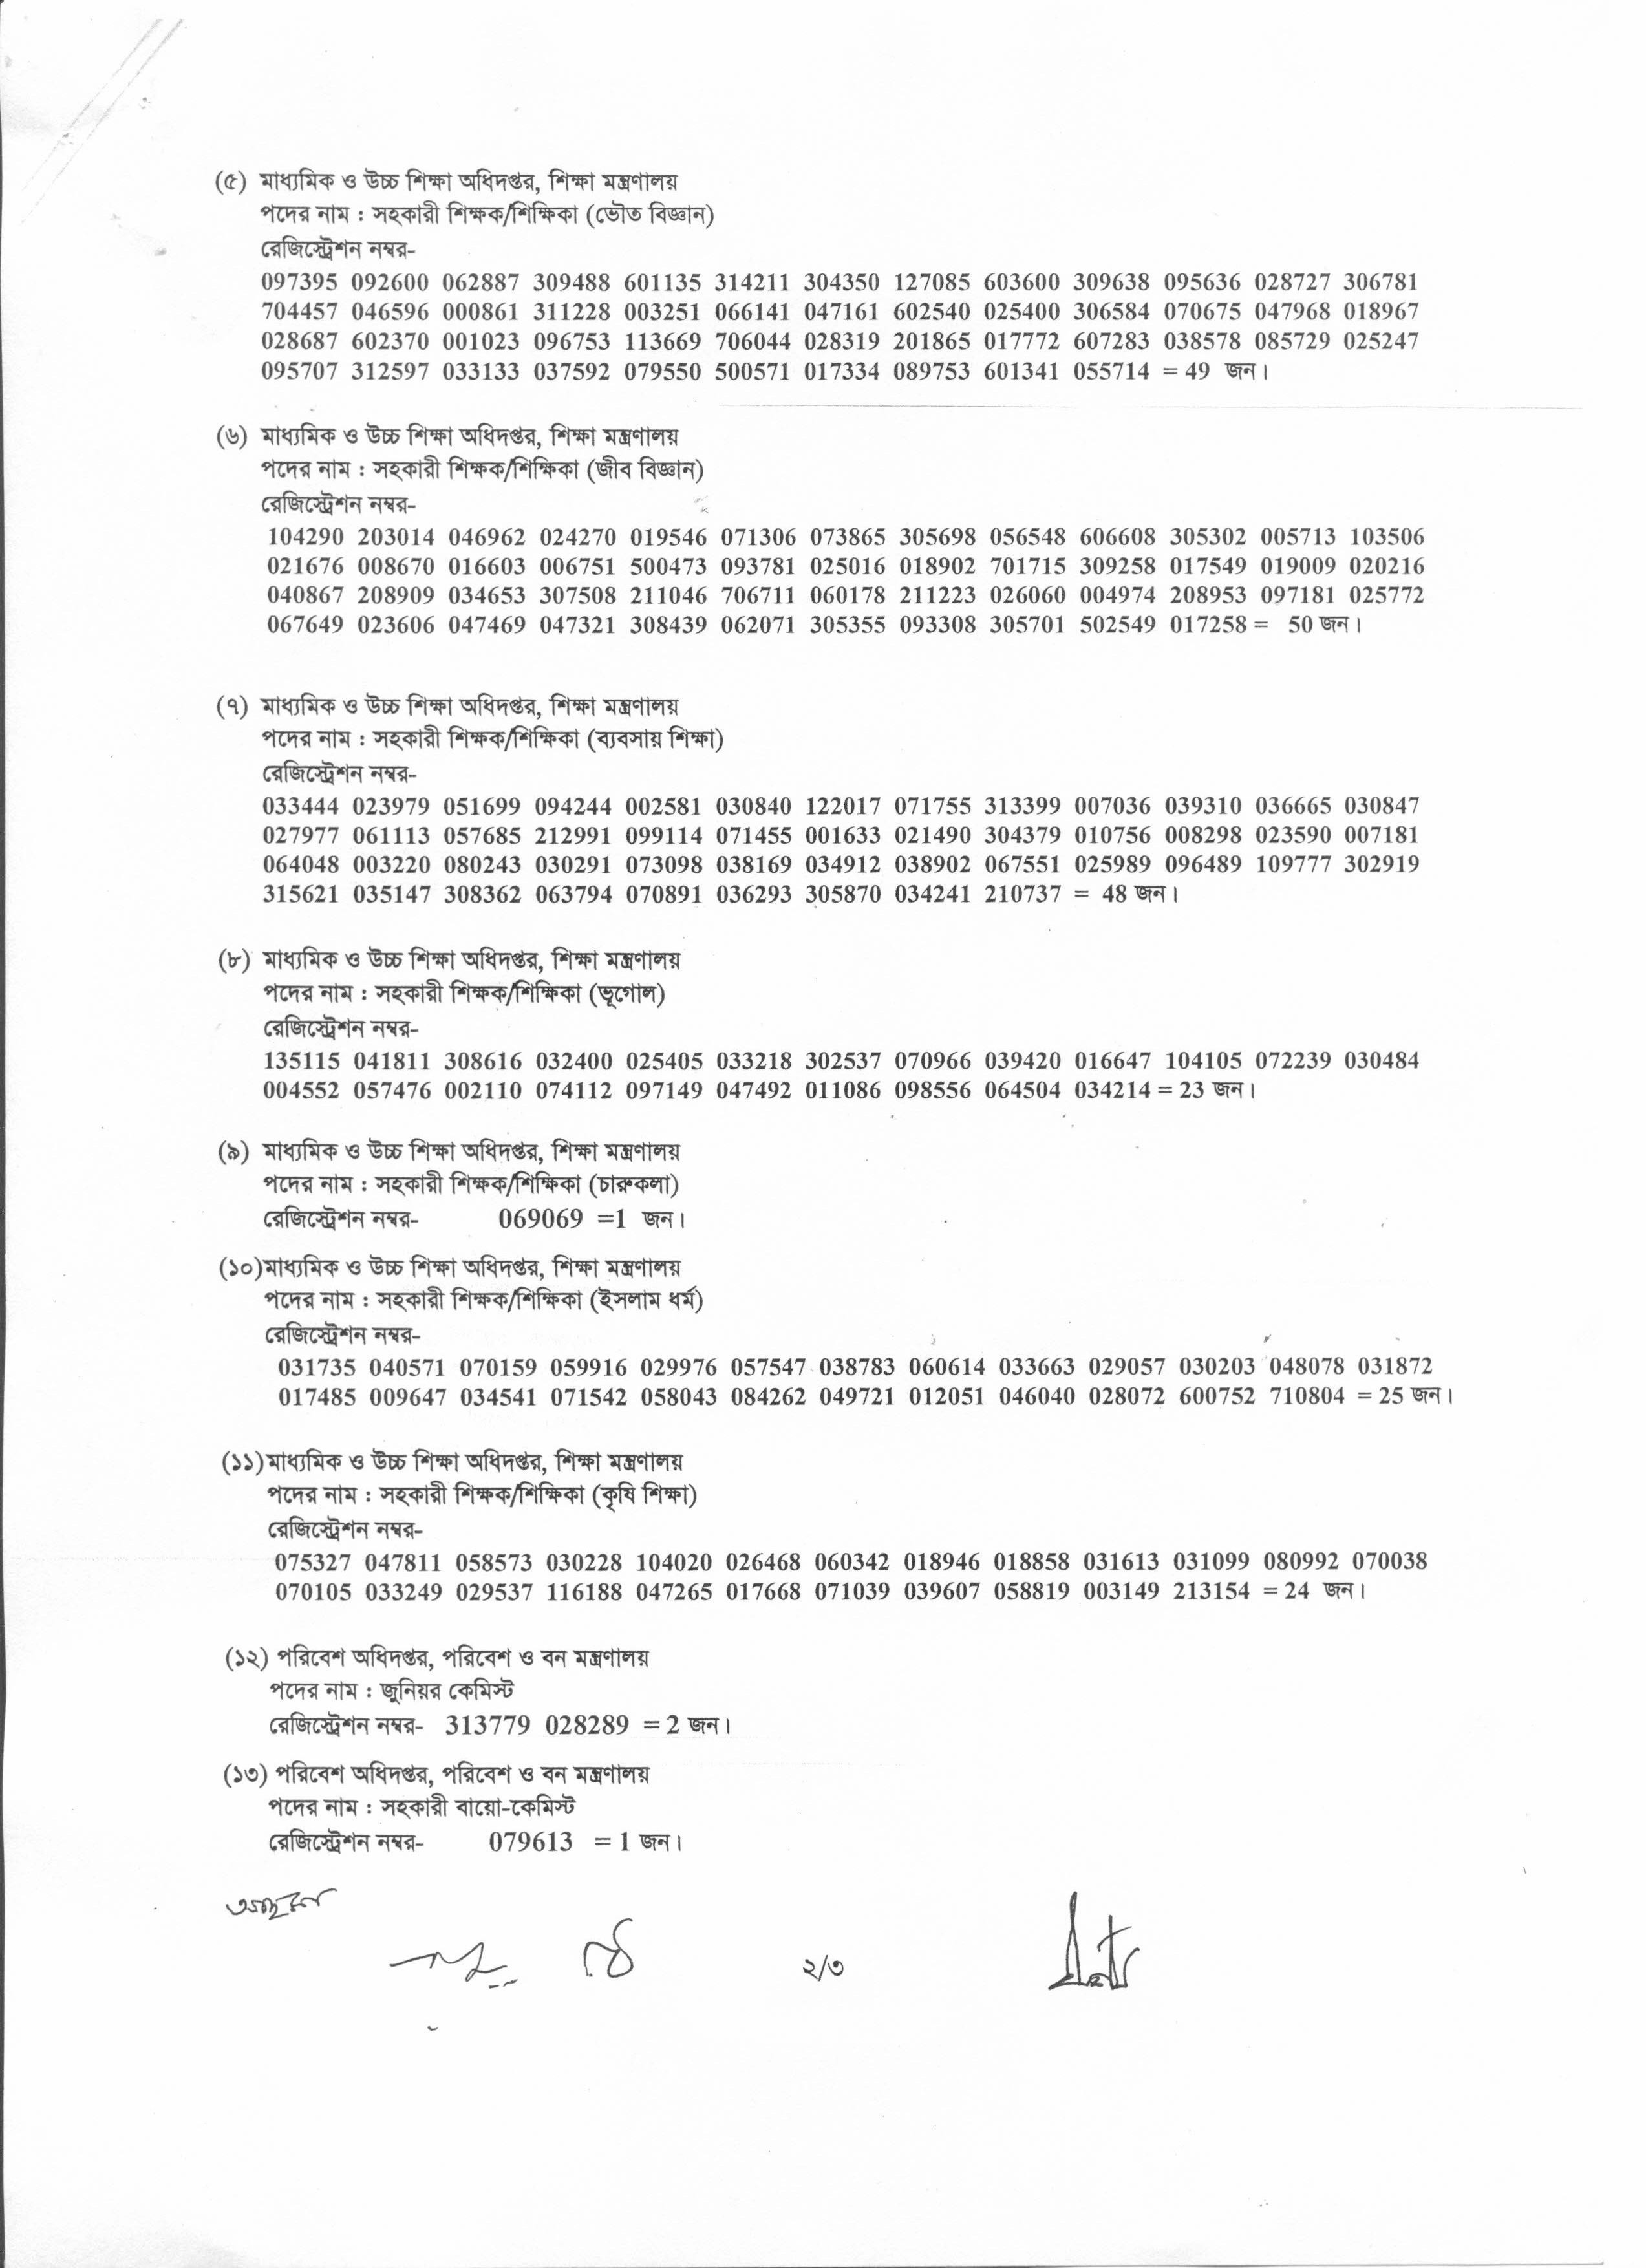 (৫) মাধ্যমিক ও উচ্চ শিক্ষা অধিদপ্তর, শিক্ষা মন্ত্রণালয়
পদের নাম : সহকারী শিক্ষক/শিক্ষিকা (ভৌত বিজ্ঞান)
রেজিস্ট্রেশন নম্বর-
097395 092600 062887 309488 601135 314211 304350 127085 603600 309638 095636 028727 306781
704457 046596 000861 311228 003251 066141 047161 602540 025400 306584 070675 047968 018967
028687 602370 001023 096753 113669 706044 028319 201865 017772 607283 038578 085729 025247
095707 312597 033133 037592 079550 500571 017334 089753 601341 055714 = 49 জন।
(৬) মাধ্যমিক ও উচ্চ শিক্ষা অধিদপ্তর, শিক্ষা মন্ত্রণালয়
পদের নাম : সহকারী শিক্ষক/শিক্ষিকা (জীব বিজ্ঞান)
রেজিস্ট্রেশন নম্বর-
104290 203014 046962 024270 019546 071306 073865 305698 056548 606608 305302 005713 103506
021676 008670 016603 006751 500473 093781 025016 018902 701715 309258 017549 019009 020216
040867 208909 034653 307508 211046 706711 060178 211223 026060 004974 208953 097181 025772
067649 023606 047469 047321 308439 062071 305355 093308 305701 502549 017258 = 50 জন।
(৭) মাধ্যমিক ও উচ্চ শিক্ষা অধিদপ্তর, শিক্ষা মন্ত্রণালয়
পদের নাম : সহকারী শিক্ষক/শিক্ষিকা (ব্যবসায় শিক্ষা)
রেজিস্ট্রেশন নম্বর-
033444 023979 051699 094244 002581 030840 122017 071755 313399 007036 039310 036665 030847
027977 061113 057685 212991 099114 071455 001633 021490 304379 010756 008298 023590 007181
064048 003220 080243 030291 073098 038169 034912 038902 067551 025989 096489 109777 302919
315621 035147 308362 063794 070891 036293 305870 034241 210737 = 48 জন।
(৮) মাধ্যমিক ও উচ্চ শিক্ষা অধিদপ্তর, শিক্ষা মন্ত্রণালয়
পদের নাম : সহকারী শিক্ষক/শিক্ষিকা (ভূগোল)
রেজিস্ট্রেশন নম্বর-
135115 041811 308616 032400 025405 033218 302537 070966 039420 016647 104105 072239 030484
004552 057476 002110 074112 097149 047492 011086 098556 064504 034214 = 23 জন।
(৯) মাধ্যমিক ও উচ্চ শিক্ষা অধিদপ্তর, শিক্ষা মন্ত্রণালয়
পদের নাম : সহকারী শিক্ষক/শিক্ষিকা (চারুকলা)
রেজিস্ট্রেশন নম্বর- 069069 =1 জন।
(১০)মাধ্যমিক ও উচ্চ শিক্ষা অধিদপ্তর, শিক্ষা মন্ত্রণালয়
পদের নাম : সহকারী শিক্ষক/শিক্ষিকা (ইসলাম ধর্ম)
রেজিস্ট্রেশন নম্বর-
031735 040571 070159 059916 029976 057547 038783 060614 033663 029057 030203 048078 031872
017485 009647 034541 071542 058043 084262 049721 012051 046040 028072 600752 710804 = 25 জন।
(১১)মাধ্যমিক ও উচ্চ শিক্ষা অধিদপ্তর, শিক্ষা মন্ত্রণালয়
পদের নাম : সহকারী শিক্ষক/শিক্ষিকা (কৃষি শিক্ষা)
রেজিস্ট্রেশন নম্বর-
075327 047811 058573 030228 104020 026468 060342 018946 018858 031613 031099 080992 070038
070105 033249 029537 116188 047265 017668 071039 039607 058819 003149 213154 = 24 জন।
(১২) পরিবেশ অধিদপ্তর, পরিবেশ ও বন মন্ত্রণালয়
পদের নাম : জুনিয়র কেমিস্ট
রেজিস্ট্রেশন নম্বর- 313779 028289 = 2 জন।
(১৩) পরিবেশ অধিদপ্তর, পরিবেশ ও বন মন্ত্রণালয়
পদের নাম : সহকারী বায়ো-কেমিস্ট
রেজিস্ট্রেশন নম্বর- 079613 = 1 জন।
২/৩